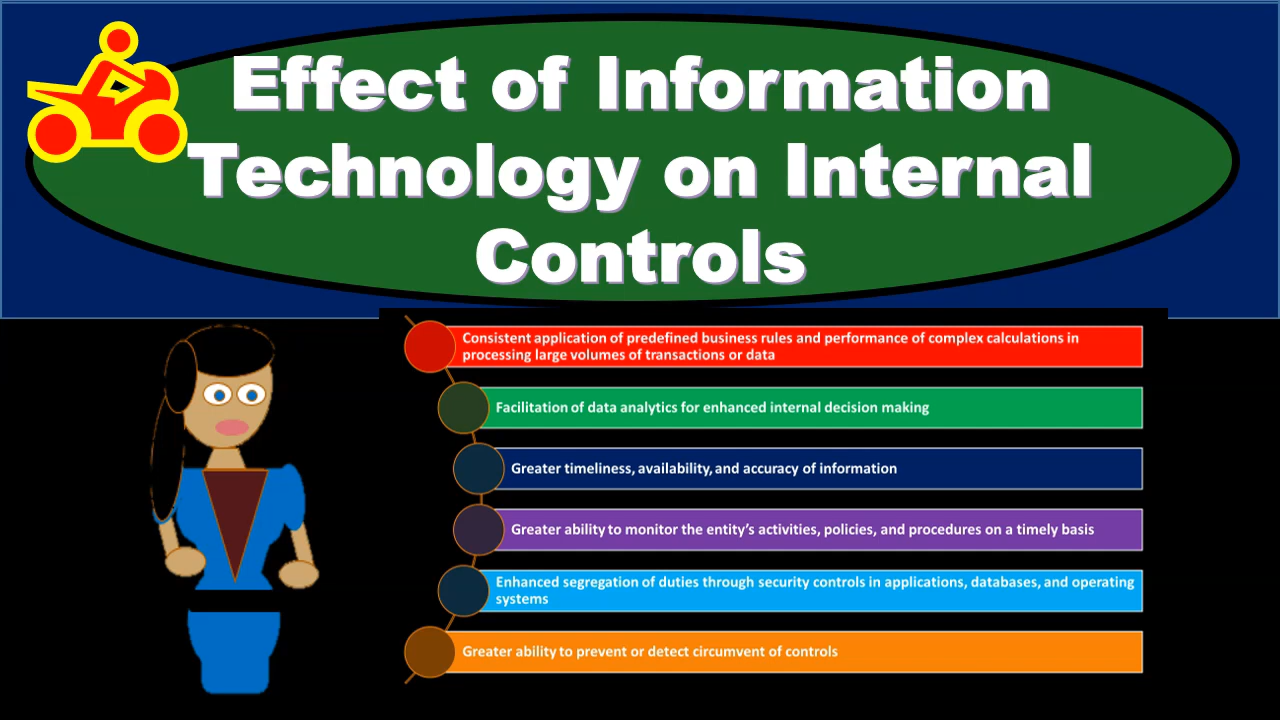 Effect of Information
Technology on Internal
Controls
Consistent application of predefined business rules and performance of complex calculations in
processing large volumes of transactions or data
Facilitation of data analytics for enhanced internal decision making
Greater timeliness, availability, and accuracy of information
Greater ability to monitor the entity’s activities, policies, and procedures on a timely basis
Enhanced segregation of duties through security controls in applications, databases, and operating
systems
Greater ability to prevent or detect circumvent of controls